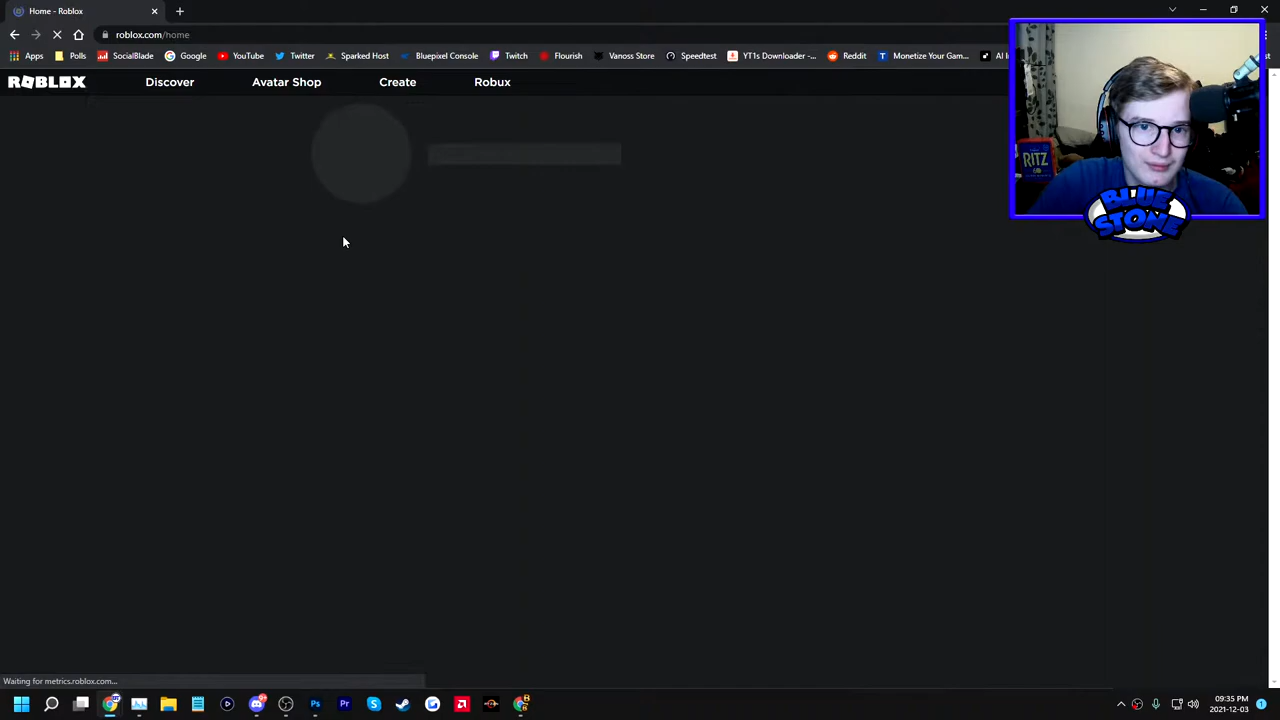 Home - Roblox
roblox.com/home
Apps Polls SocialBlade Google YouTube Twitter Speed Host Bluepixel Console Twitch Flourish Vanoss Store Speedtest YT1s Downloader -... Reddit Monetize Your Gam...
ROBLOX Discover Avatar Shop Create Robux
RITZ
BLUE
STONE
Waiting for metrics.roblox.com...
09:35 PM
2021-12-03